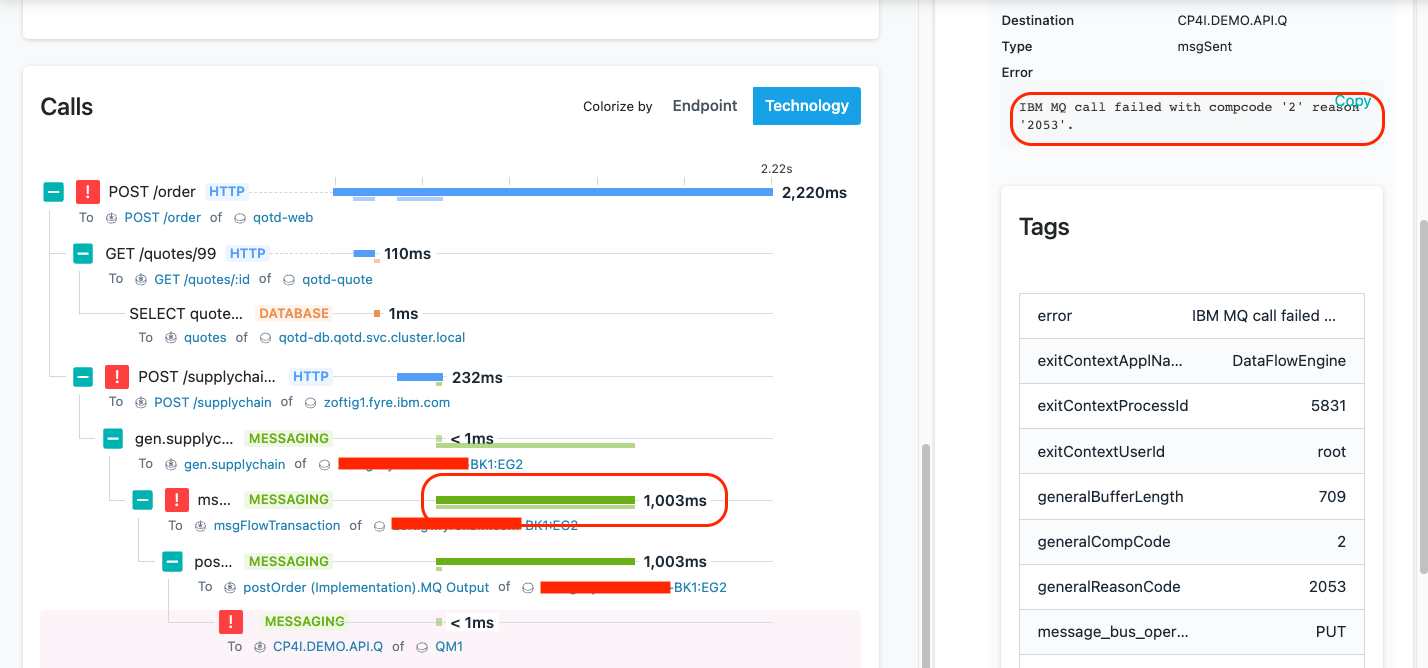 Calls
Colorize by Endpoint Technology
2.22s
POST /order HTTP 2,220ms
To POST /order of qotd-web
GET /quotes/99 HTTP 110ms
To GET /quotes/:id of qotd-quote
SELECT quote... DATABASE 1ms
To quotes of qotd-db.qotd.svc.cluster.local
POST /supplychai... HTTP 232ms
To POST /supplychain of zoftig1.fyre.ibm.com
gen.supplyc... MESSAGING < 1ms
To gen.supplychain of -BK1:EG2
ms... MESSAGING 1,003ms
To msgFlowTransaction of -BK1:EG2
pos... MESSAGING 1,003ms
To postOrder (Implementation).MQ Output of -BK1:EG2
MESSAGING < 1ms
To CP4I.DEMO.API.Q of QM1
Destination CP4I.DEMO.API.Q
Type msgSent
Error
Copy
IBM MQ call failed with compcode '2' reason
'2053'.
Tags
error IBM MQ call failed ...
exitContextApplNa... DataFlowEngine
exitContextProcessId 5831
exitContextUserId root
generalBufferLength 709
generalCompCode 2
generalReasonCode 2053
message_bus_oper... PUT